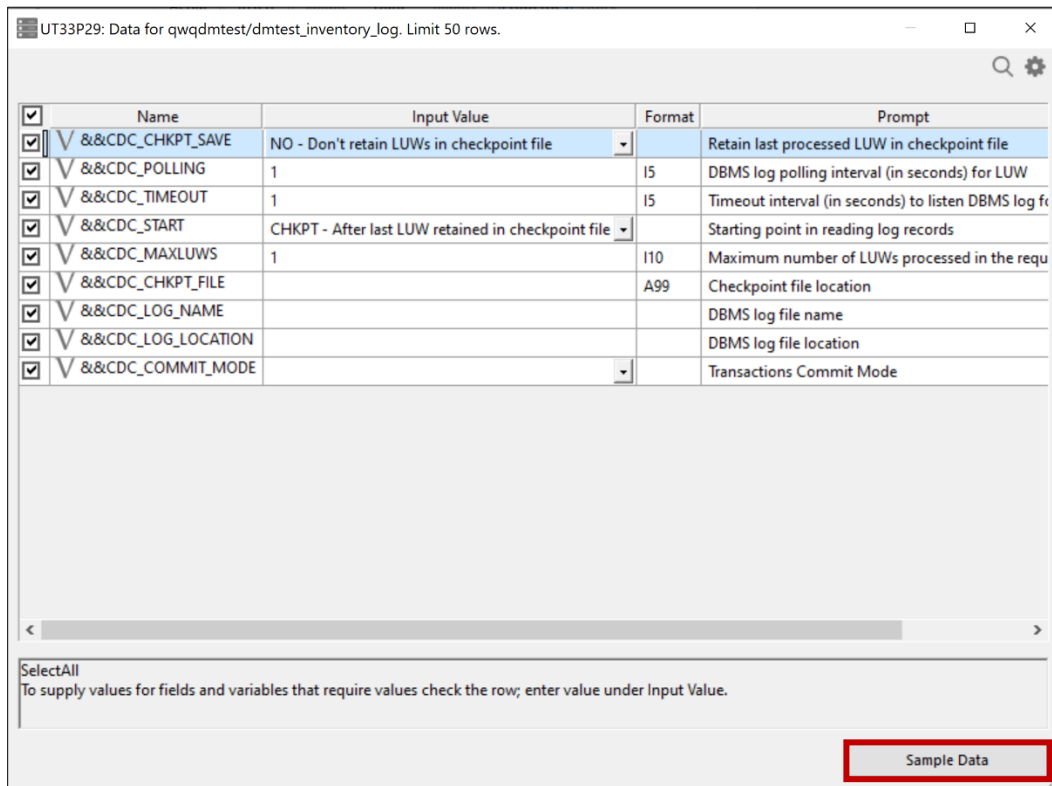 UT33P29: Data for qwqdmtest/dmtest_inventory_log. Limit 50 rows.
Name Input Value Format Prompt
&&CDC_CHKPT_SAVE NO - Don't retain LUWs in checkpoint file Retain last processed LUW in checkpoint file
&&CDC_POLLING 1 I5 DBMS log polling interval (in seconds) for LUW
&&CDC_TIMEOUT 1 I5 Timeout interval (in seconds) to listen DBMS log fo
&&CDC_START CHKPT - After last LUW retained in checkpoint file Starting point in reading log records
&&CDC_MAXLUWS 1 I10 Maximum number of LUWs processed in the requ
&&CDC_CHKPT_FILE A99 Checkpoint file location
&&CDC_LOG_NAME DBMS log file name
&&CDC_LOG_LOCATION DBMS log file location
&&CDC_COMMIT_MODE Transactions Commit Mode
SelectAll
To supply values for fields and variables that require values check the row; enter value under Input Value.
Sample Data